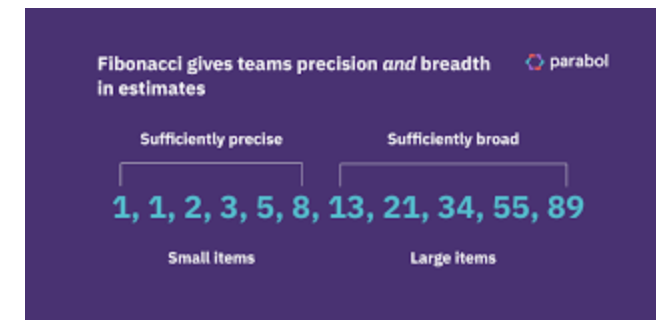 Fibonacci gives teams precision and breadth
in estimates
parabol
Sufficiently precise
Sufficiently broad
1, 1, 2, 3, 5, 8, 13, 21, 34, 55, 89
Small items
Large items